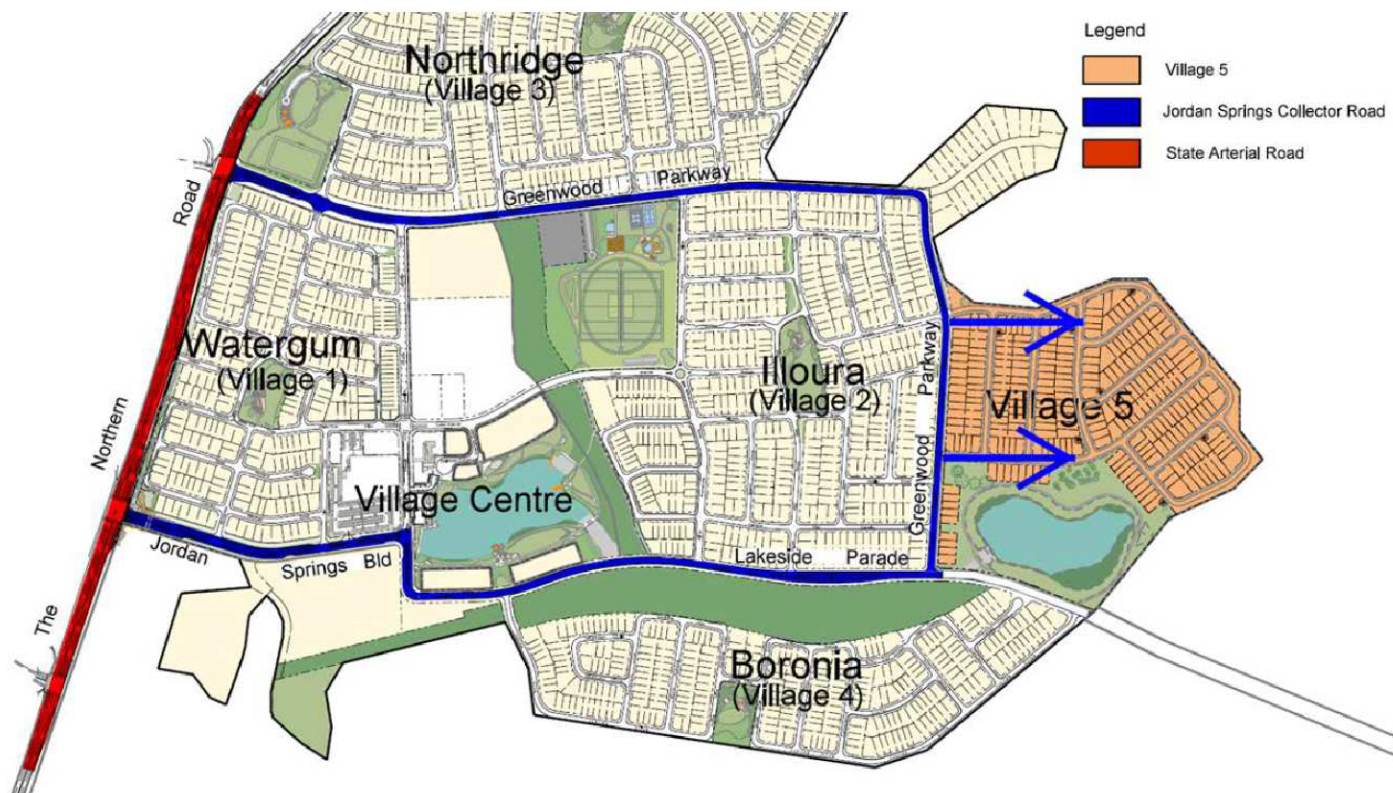 Legend
Village 5
Jordan Springs Collector Road
State Arterial Road
Northridge
(Village 3)
Greenwood Parkway
Road
Watergum
(Village 1)
Illoura
(Village 2)
Parkway
Village 5
Northern
Village Centre
Greenwood
Jordan Springs Bld
Lakeside Parade
The
Boronia
(Village 4)